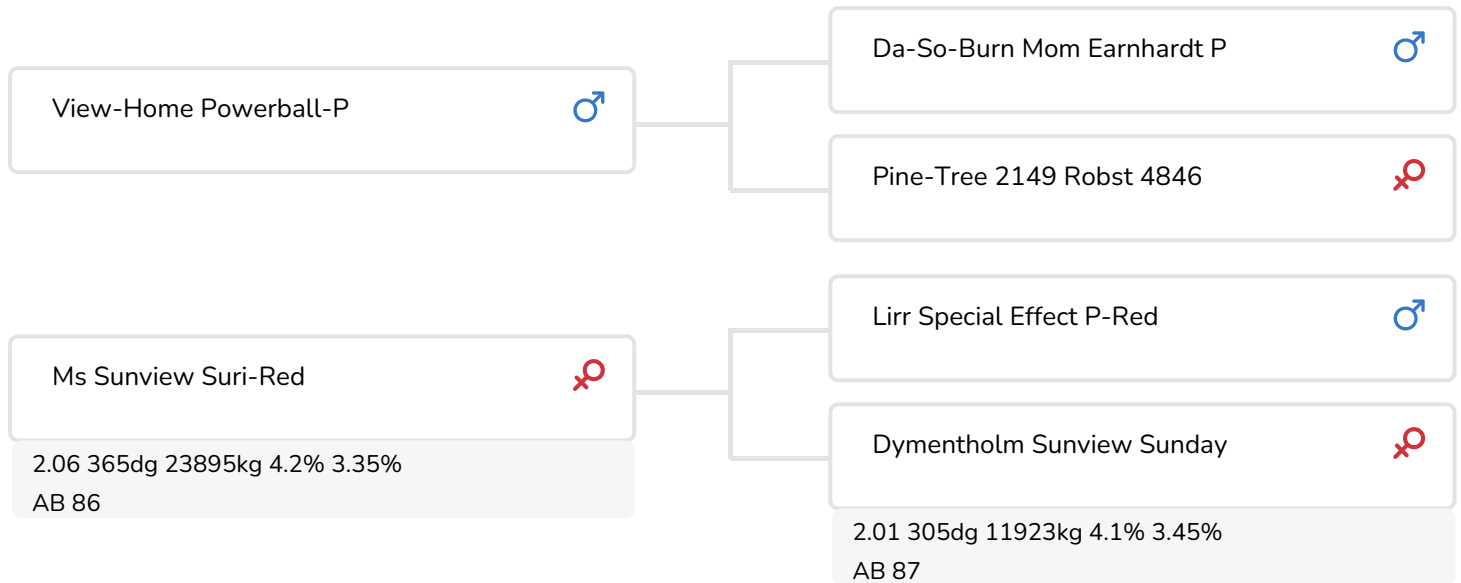 Da-So-Burn Mom Earnhardt P
View-Home Powerball-P
Pine-Tree 2149 Robst 4846
Lirr Special Effect P-Red
Ms Sunview Suri-Red
2.06 365dg 23895kg 4.2% 3.35%
AB 86
Dymentholm Sunview Sunday
2.01 305dg 11923kg 4.1% 3.45%
AB 87